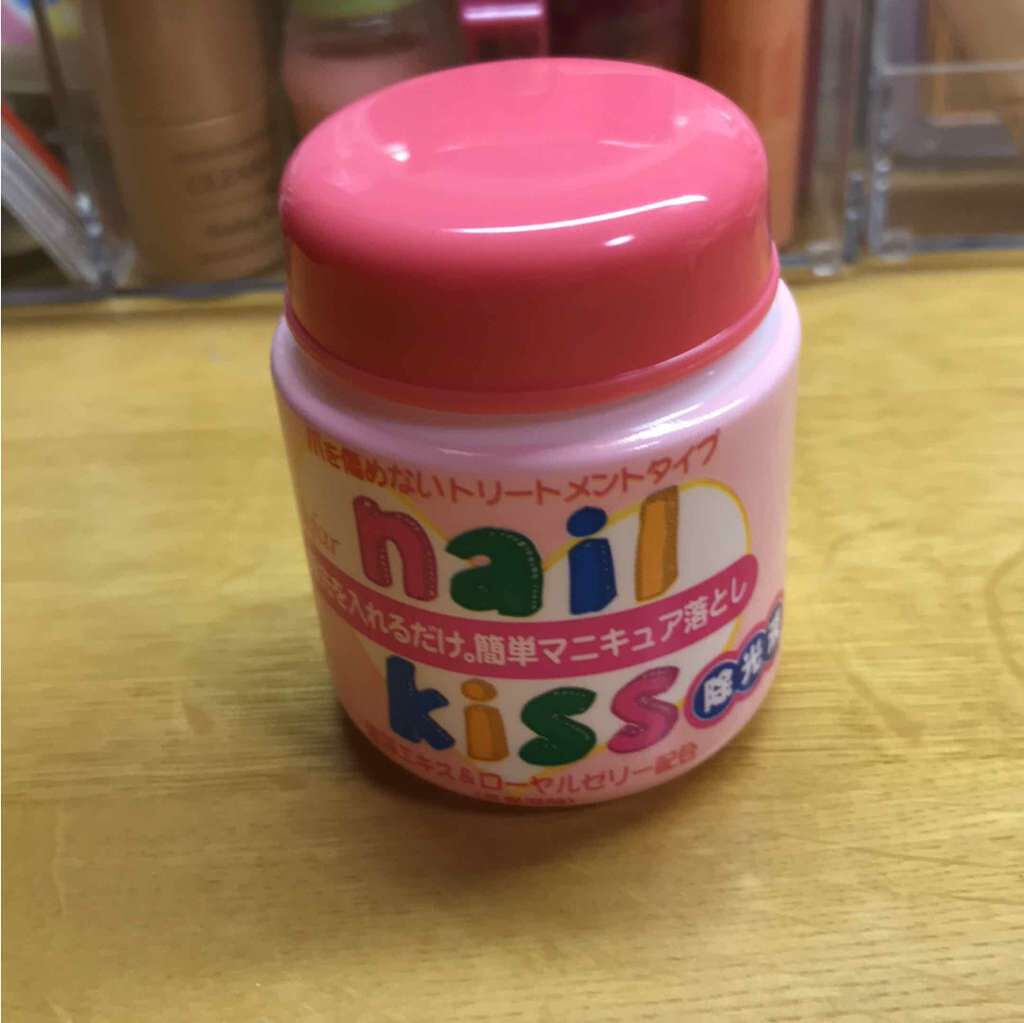 爪を傷めないトリートメントタイプ
nail
を入れるだけ。簡単マニキュア落とし
kiss
除光
エキス&ローヤルゼリー配合